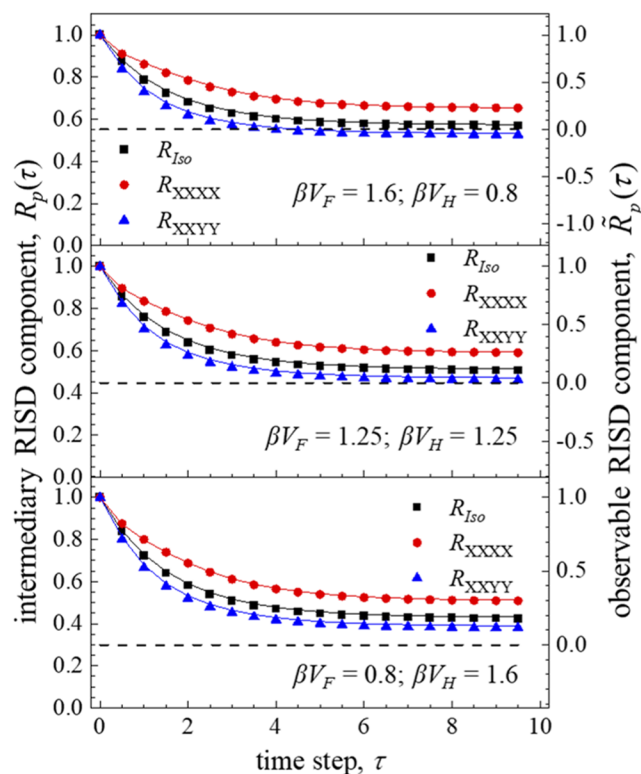 intermediary RISD component, R_p(τ)
observable RISD component, R̃_p(τ)
1.0
0.8
0.6
0.4
0.2
0.0
1.0
0.5
0.0
-0.5
-1.0
R_Iso
R_XXXX
R_XXYY
βV_F = 1.6; βV_H = 0.8
1.0
0.8
0.6
0.4
0.2
0.0
1.0
0.5
0.0
-0.5
R_Iso
R_XXXX
R_XXYY
βV_F = 1.25; βV_H = 1.25
1.0
0.8
0.6
0.4
0.2
0.0
1.0
0.5
0.0
R_Iso
R_XXXX
R_XXYY
βV_F = 0.8; βV_H = 1.6
0 2 4 6 8 10
time step, τ